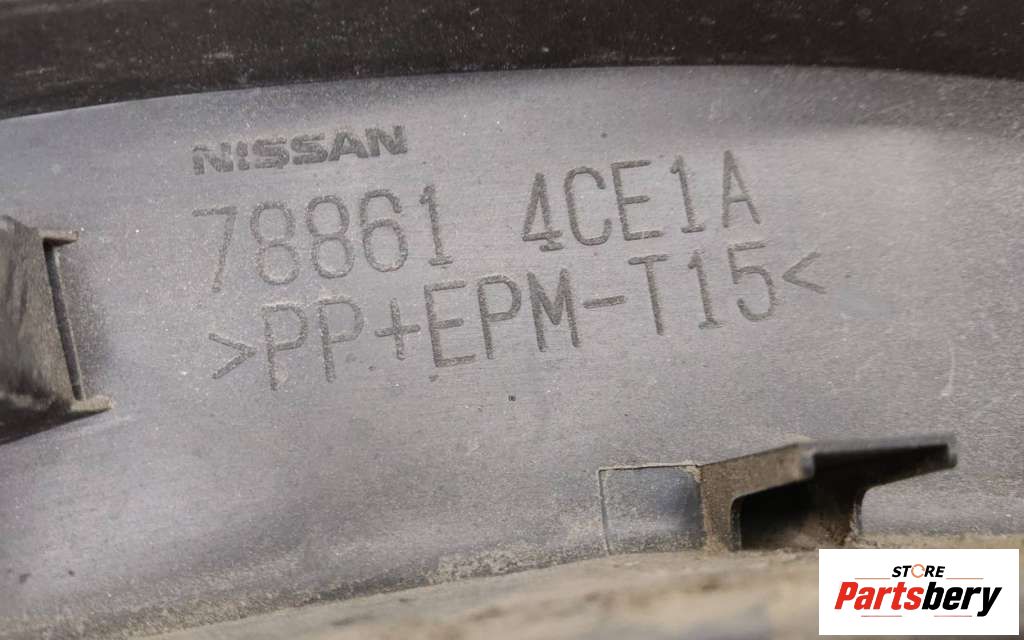 NISSAN
78861 4CE1A
>PP+EPM-T15<
STORE
Partsbery